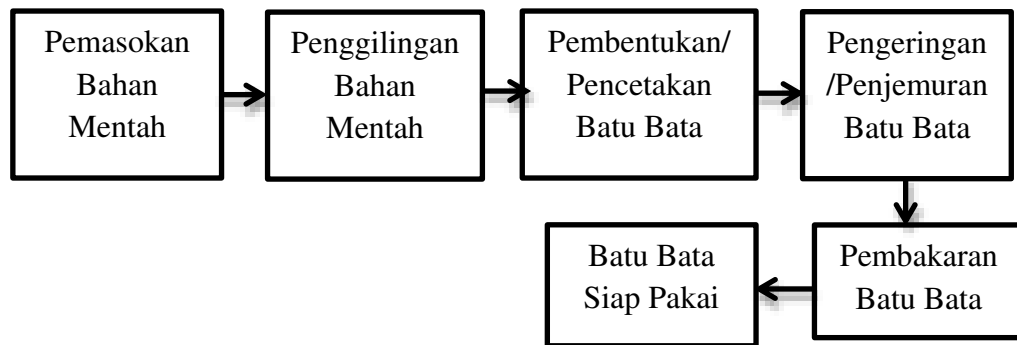 Pemasokan
Bahan
Mentah
Penggilingan
Bahan
Mentah
Pembentukan/
Pencetakan
Batu Bata
Pengeringan
/Penjemuran
Batu Bata
Pembakaran
Batu Bata
Batu Bata
Siap Pakai